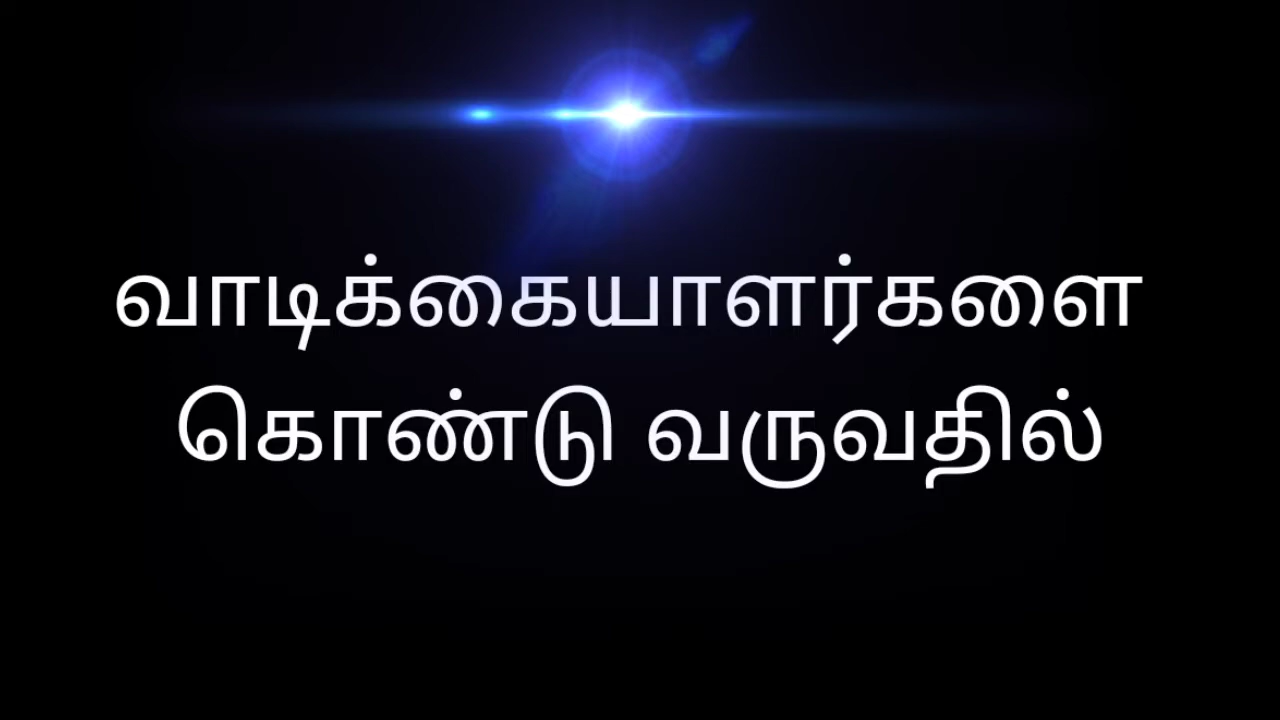 வாடிக்கையாளர்களை
கொண்டு வருவதில்